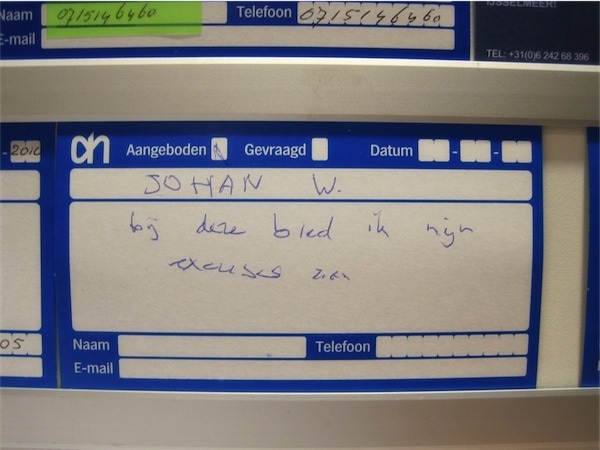 Naam 0715146460 Telefoon 0715146460
E-mail
IJSSELMEER!
TEL: +31(0)6 242 68 396
-2010
ah Aangeboden Gevraagd Datum - -
JOHAN W.
bij deze bied ik mijn
excuses aan
05
Naam Telefoon
E-mail